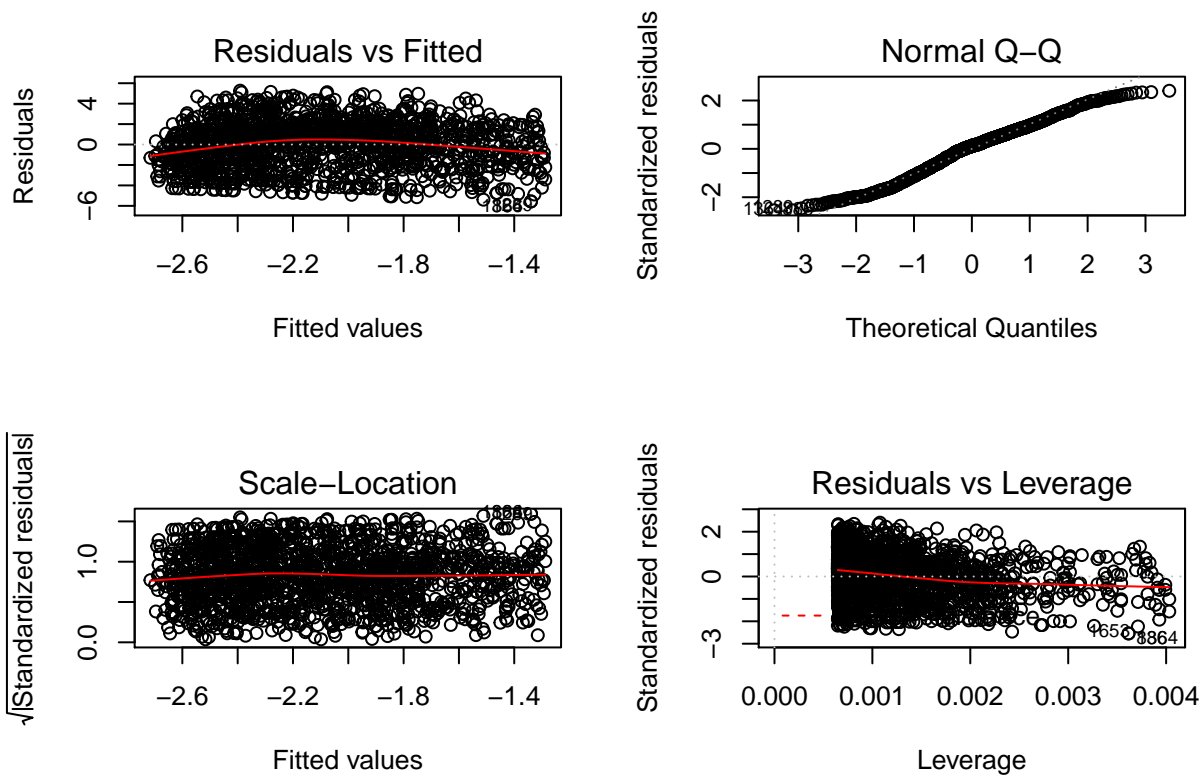 Residuals vs Fitted
Residuals
4
0
−6
−2.6 −2.2 −1.8 −1.4
Fitted values
Normal Q−Q
Standardized residuals
2
0
−2
−3 −2 −1 0 1 2 3
Theoretical Quantiles
Scale−Location
√|Standardized residuals|
1.0
0.0
−2.6 −2.2 −1.8 −1.4
Fitted values
Residuals vs Leverage
Standardized residuals
2
0
−3
1653
1864
0.000 0.001 0.002 0.003 0.004
Leverage